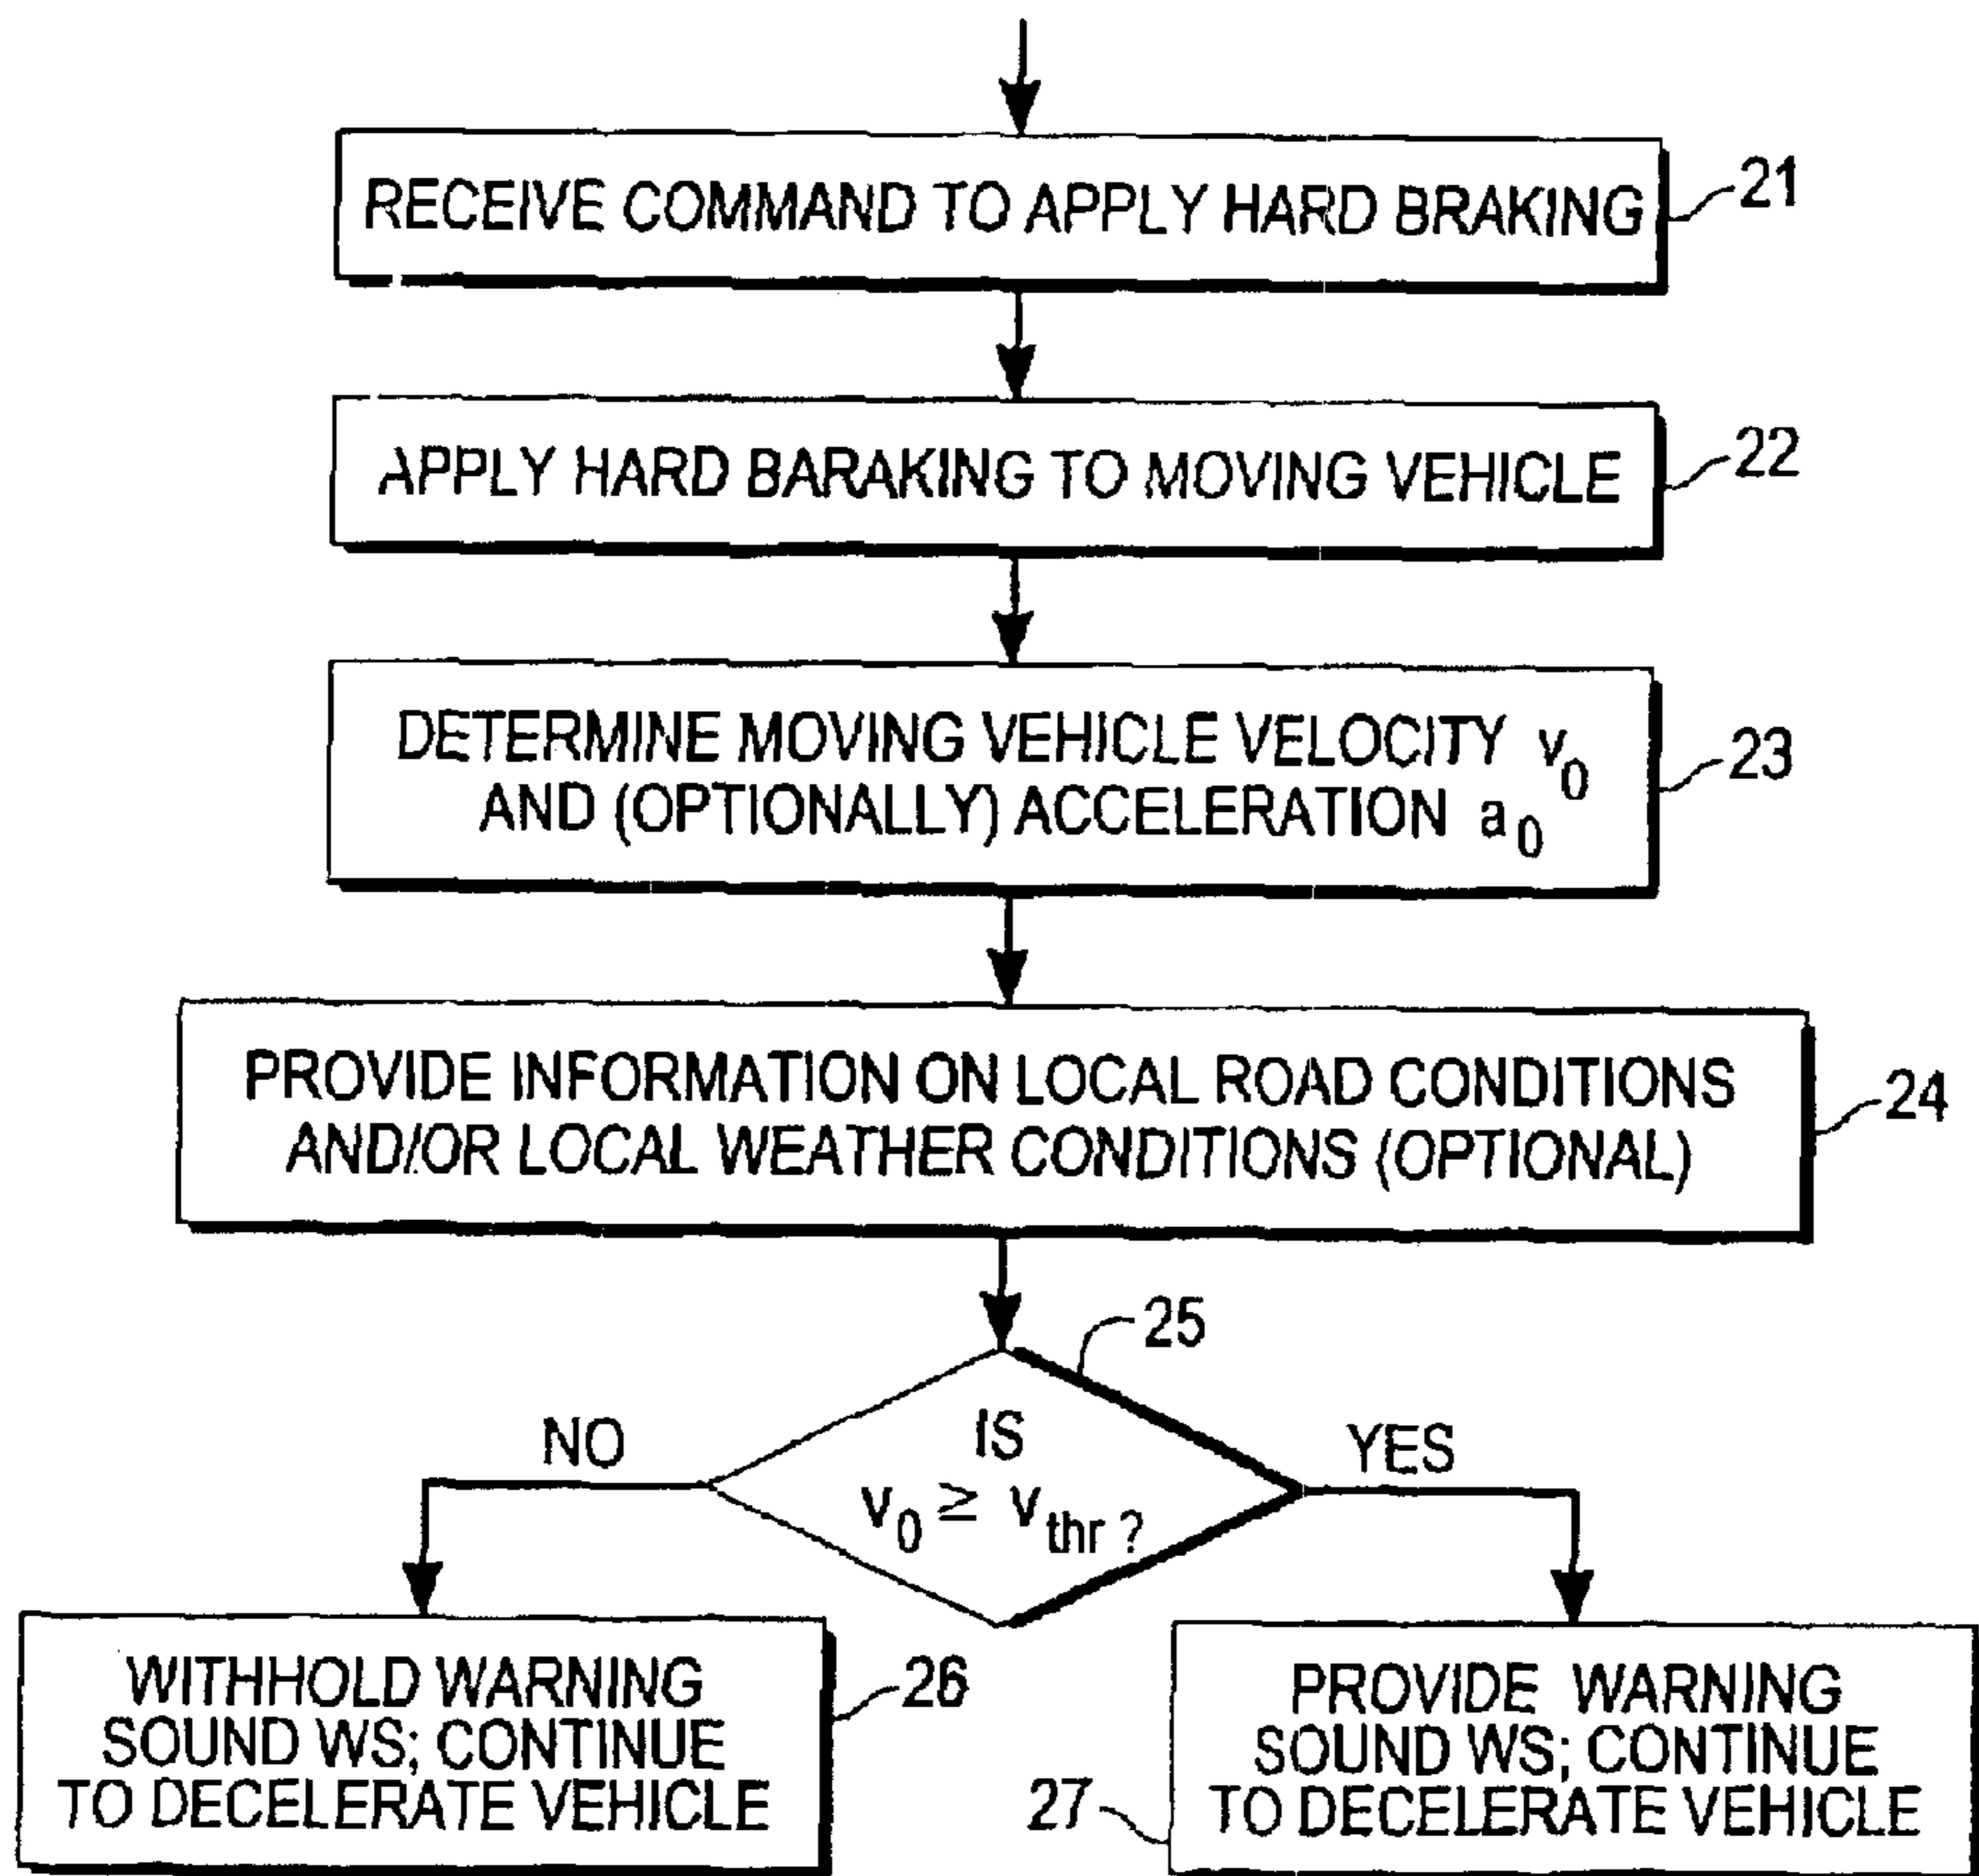 RECEIVE COMMAND TO APPLY HARD BRAKING
21
APPLY HARD BARAKING TO MOVING VEHICLE
22
DETERMINE MOVING VEHICLE VELOCITY v0
AND (OPTIONALLY) ACCELERATION a0
23
PROVIDE INFORMATION ON LOCAL ROAD CONDITIONS
AND/OR LOCAL WEATHER CONDITIONS (OPTIONAL)
24
25
NO
IS
v0 ≥ vthr ?
YES
WITHHOLD WARNING
SOUND WS; CONTINUE
TO DECELERATE VEHICLE
26
PROVIDE WARNING
SOUND WS; CONTINUE
TO DECELERATE VEHICLE
27